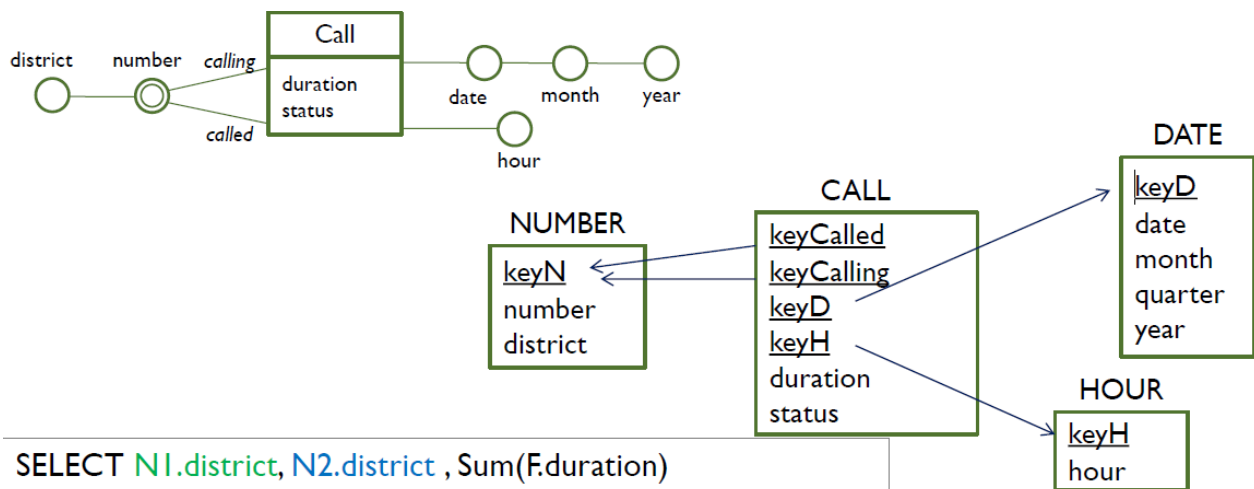 Call
district
number
calling
duration
status
called
date
month
year
hour
NUMBER
keyN
number
district
CALL
keyCalled
keyCalling
keyD
keyH
duration
status
DATE
keyD
date
month
quarter
year
HOUR
keyH
hour
SELECT N1.district, N2.district , Sum(F.duration)